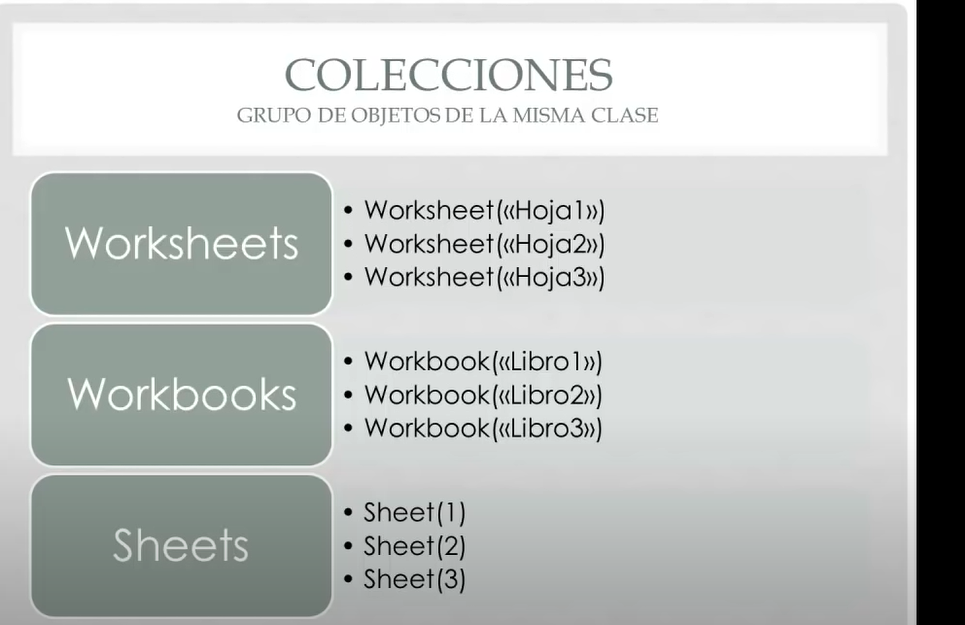 COLECCIONES
GRUPO DE OBJETOS DE LA MISMA CLASE
Worksheets
• Worksheet(«Hoja1»)
• Worksheet(«Hoja2»)
• Worksheet(«Hoja3»)
Workbooks
• Workbook(«Libro1»)
• Workbook(«Libro2»)
• Workbook(«Libro3»)
Sheets
• Sheet(1)
• Sheet(2)
• Sheet(3)